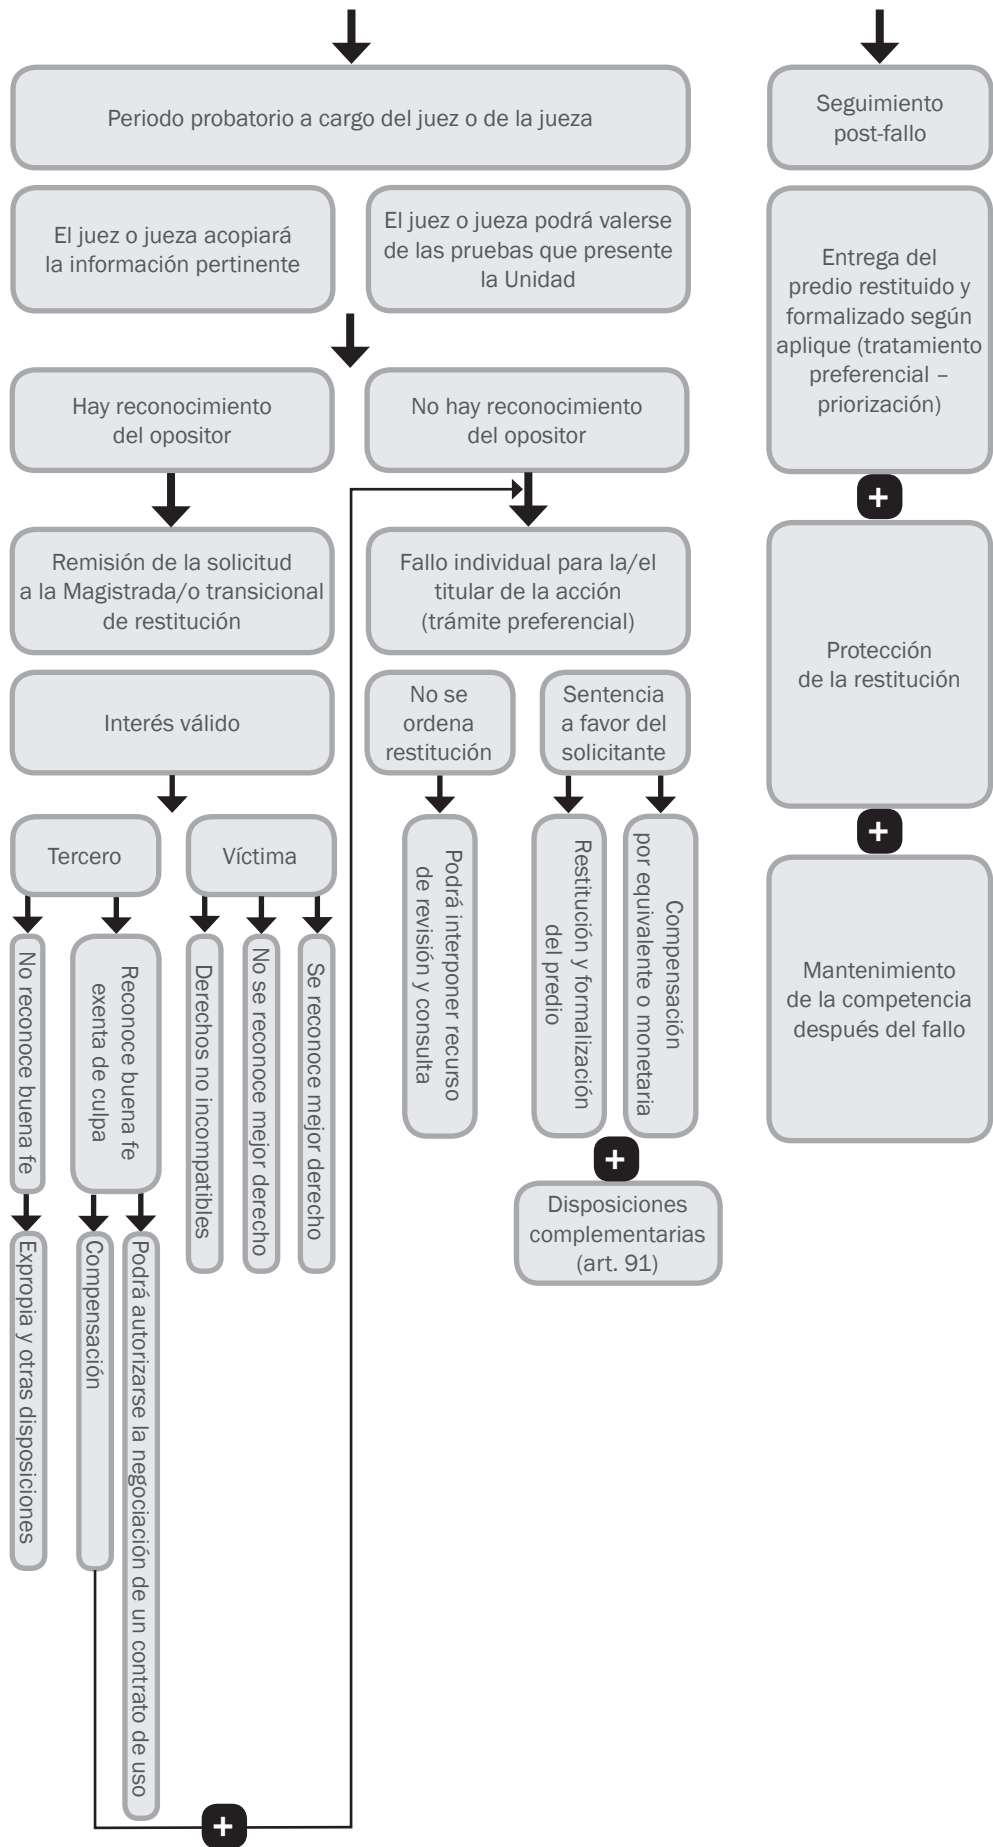 Periodo probatorio a cargo del juez o de la jueza
El juez o jueza acopiará
la información pertinente
El juez o jueza podrá valerse
de las pruebas que presente
la Unidad
Hay reconocimiento
del opositor
No hay reconocimiento
del opositor
Remisión de la solicitud
a la Magistrada/o transicional
de restitución
Fallo individual para la/el
titular de la acción
(trámite preferencial)
Interés válido
No se
ordena
restitución
Sentencia
a favor del
solicitante
Tercero
Víctima
No reconoce buena fe
Reconoce buena fe
exenta de culpa
Derechos no incompatibles
No se reconoce mejor derecho
Se reconoce mejor derecho
Podrá interponer recurso
de revisión y consulta
Restitución y formalización
del predio
Compensación
por equivalente o monetaria
+
Disposiciones
complementarias
(art. 91)
Expropia y otras disposiciones
Compensación
Podrá autorizarse la negociación de un contrato de uso
+
Seguimiento
post-fallo
Entrega del
predio restituido y
formalizado según
aplique (tratamiento
preferencial –
priorización)
+
Protección
de la restitución
+
Mantenimiento
de la competencia
después del fallo